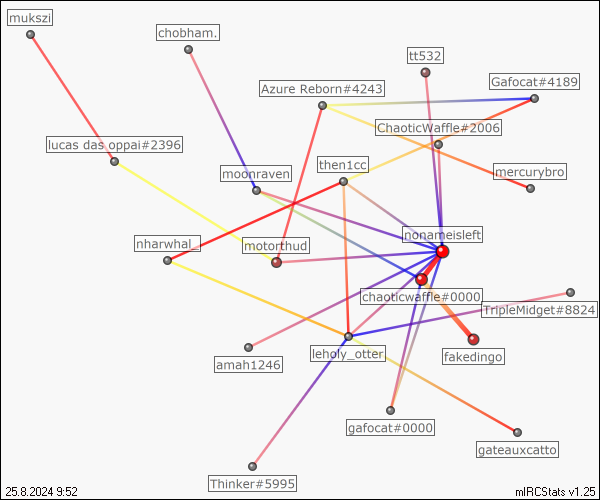 mukszi
chobham.
tt532
Azure Reborn#4243
Gafocat#4189
ChaoticWaffle#2006
lucas das_oppai#2396
then1cc
mercurybro
moonraven
nonameisleft
nharwhal_
motorthud
chaoticwaffle#0000
TripleMidget#8824
amah1246
leholy_otter
fakedingo
gafocat#0000
gateauxcatto
Thinker#5995
25.8.2024 9:52
mIRCStats v1.25